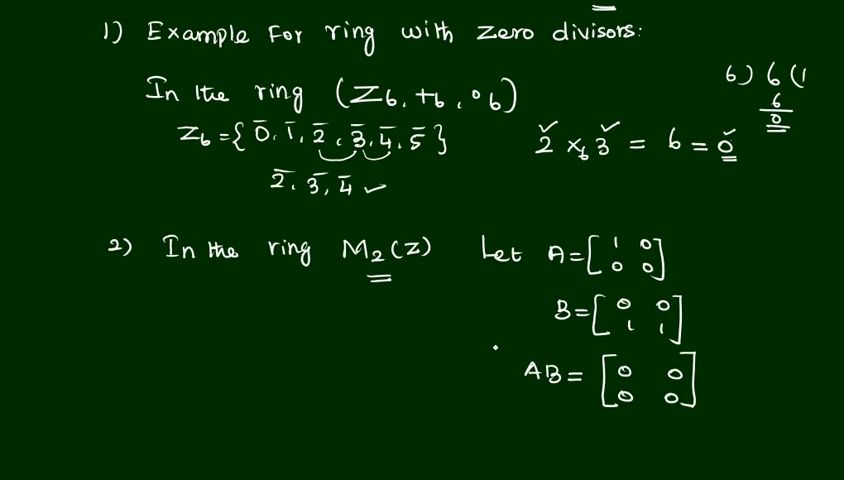 1) Example For ring with zero divisors:
In the ring (Z6, +6, °6)
6) 6 (1
6
0
Z6 = { 0̄, 1̄, 2̄, 3̄, 4̄, 5̄ }
2 ×6 3 = 6 = 0
2̄, 3̄, 4̄ ✓
2) In the ring M2(Z) Let A = [ 1 0
0 0 ]
B = [ 0 0
1 1 ]
AB = [ 0 0
0 0 ]